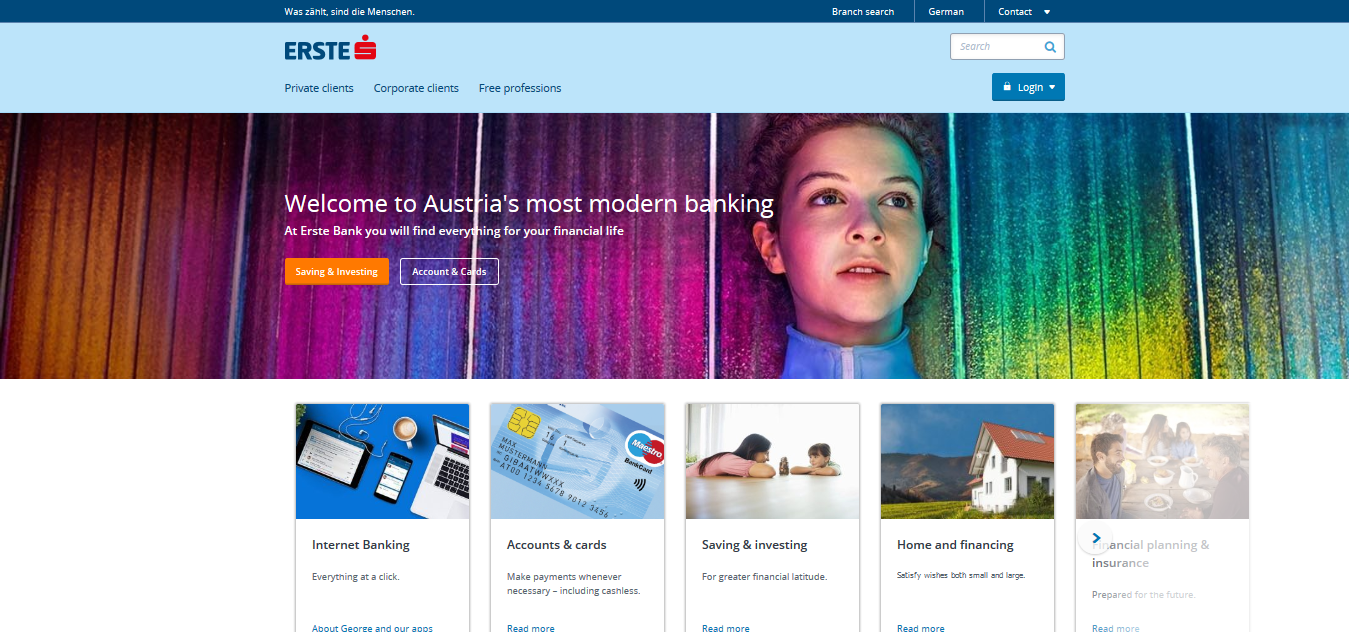 Was zählt, sind die Menschen.
Branch search
German
Contact
ERSTE
Search
Private clients
Corporate clients
Free professions
Login
Welcome to Austria's most modern banking
At Erste Bank you will find everything for your financial life
Saving & Investing
Account & Cards
MAX
MUSTERMANN
GIBAATWWXXX
AT00 1234 5678 9012 3456
Maestro
BankCard
Internet Banking
Everything at a click.
About George and our apps
Accounts & cards
Make payments whenever
necessary – including cashless.
Read more
Saving & investing
For greater financial latitude.
Read more
Home and financing
Satisfy wishes both small and large.
Read more
Financial planning &
insurance
Prepared for the future.
Read more